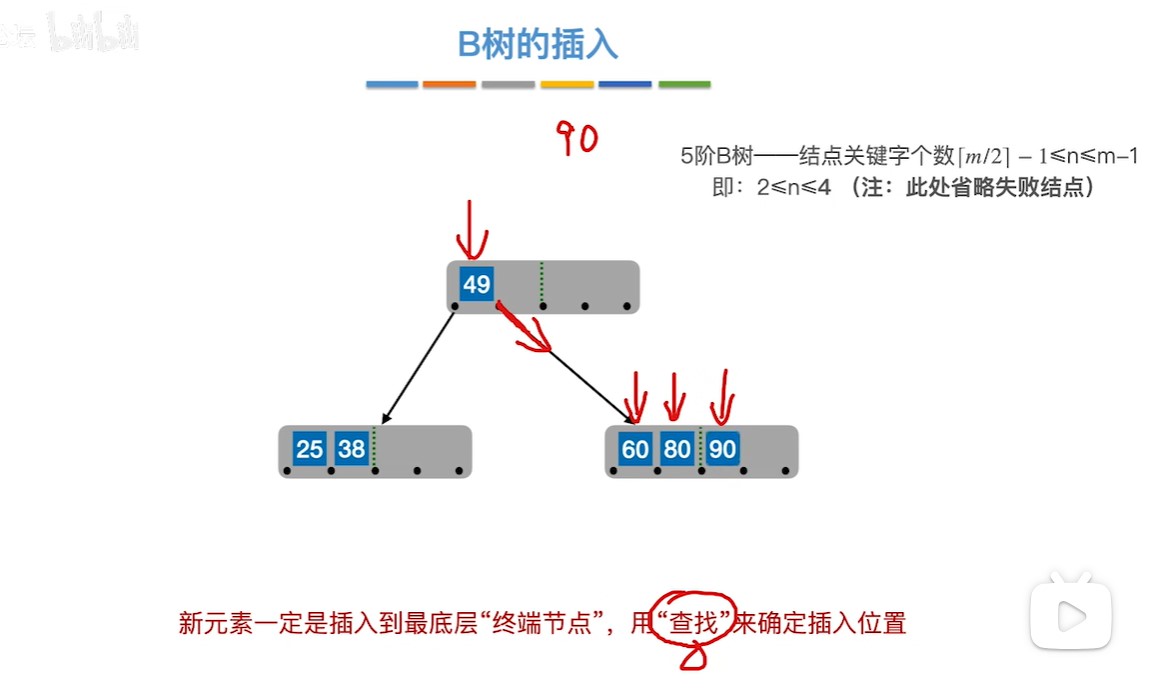 坛 bilibili
B树的插入
90
5阶B树——结点关键字个数⌈m/2⌉ − 1≤n≤m–1
即：2≤n≤4 （注：此处省略失败结点）
49
25 38
60 80 90
新元素一定是插入到最底层“终端节点”，用“查找”来确定插入位置